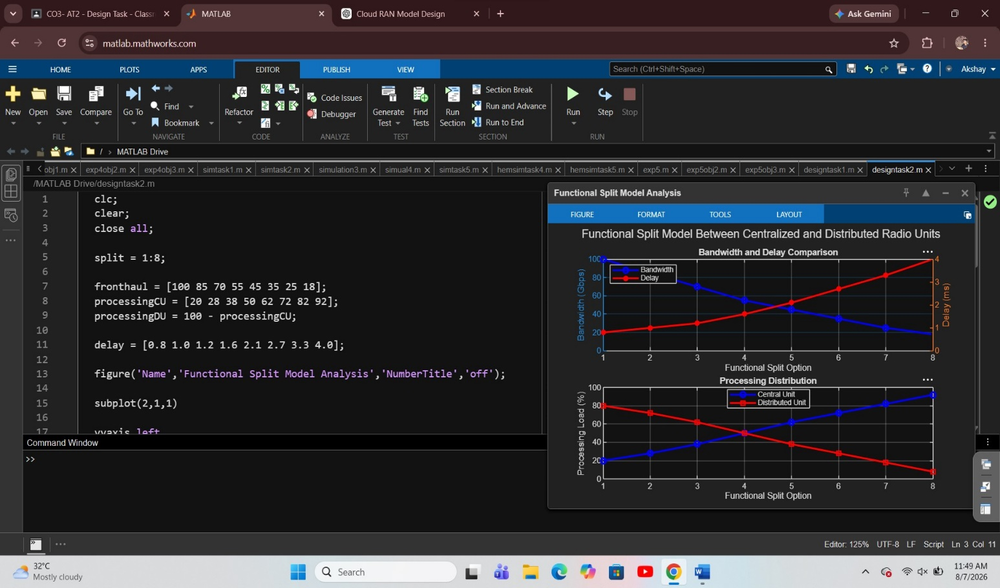 CO3- AT2 - Design Task - Classr
MATLAB
Cloud RAN Model Design
Ask Gemini
matlab.mathworks.com
HOME
PLOTS
APPS
EDITOR
PUBLISH
VIEW
Search (Ctrl+Shift+Space)
Akshay
New
Open
Save
Compare
Go To
Find
Bookmark
Refactor
Code Issues
Debugger
Generate Test
Find Tests
Run Section
Section Break
Run and Advance
Run to End
Run
Step
Stop
FILE
NAVIGATE
CODE
ANALYZE
TEST
SECTION
RUN
/ > MATLAB Drive
obj1.m
exp4obj2.m
exp4obj3.m
simtask1.m
simtask2.m
simulation3.m
simual4.m
simtask5.m
hemsimtask4.m
hemsimtask5.m
exp5.m
exp5obj2.m
exp5obj3.m
designtask1.m
designtask2.m
/MATLAB Drive/designtask2.m
1 clc;
2 clear;
3 close all;
4
5 split = 1:8;
6
7 fronthaul = [100 85 70 55 45 35 25 18];
8 processingCU = [20 28 38 50 62 72 82 92];
9 processingDU = 100 - processingCU;
10
11 delay = [0.8 1.0 1.2 1.6 2.1 2.7 3.3 4.0];
12
13 figure('Name','Functional Split Model Analysis','NumberTitle','off');
14
15 subplot(2,1,1)
16
17 yyaxis left
Functional Split Model Analysis
FIGURE
FORMAT
TOOLS
LAYOUT
Functional Split Model Between Centralized and Distributed Radio Units
Bandwidth and Delay Comparison
Bandwidth
Delay
Bandwidth (Gbps)
100
80
60
40
20
0
4
3
2
1
0
Delay (ms)
1 2 3 4 5 6 7 8
Functional Split Option
Processing Distribution
Central Unit
Distributed Unit
Processing Load (%)
100
80
60
40
20
0
1 2 3 4 5 6 7 8
Functional Split Option
Command Window
>>
Editor: 125% UTF-8 LF Script Ln 3 Col 11
32°C
Mostly cloudy
Search
11:49 AM
8/7/2026